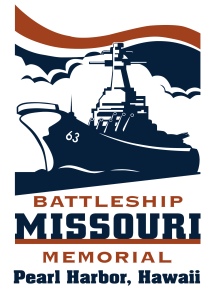 63
BATTLESHIP
MISSOURI
MEMORIAL
Pearl Harbor, Hawaii